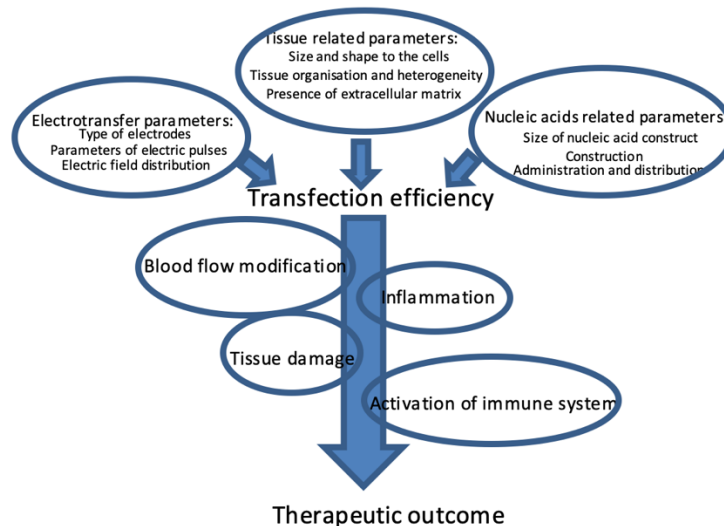 Tissue related parameters:
Size and shape to the cells
Tissue organisation and heterogeneity
Presence of extracellular matrix
Electrotransfer parameters:
Type of electrodes
Parameters of electric pulses
Electric field distribution
Nucleic acids related parameters
Size of nucleic acid construct
Construction
Administration and distribution
Transfection efficiency
Blood flow modification
Inflammation
Tissue damage
Activation of immune system
Therapeutic outcome